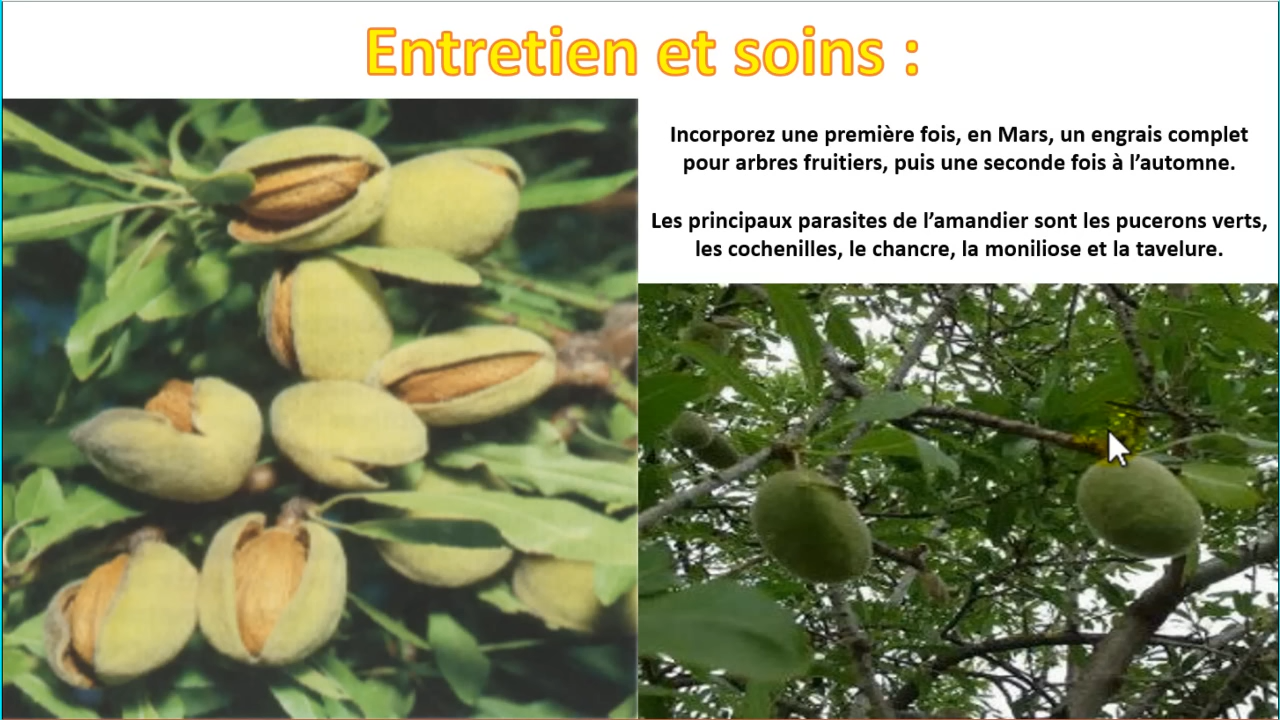 Entretien et soins :
Incorporez une première fois, en Mars, un engrais complet
pour arbres fruitiers, puis une seconde fois à l’automne.
Les principaux parasites de l’amandier sont les pucerons verts,
les cochenilles, le chancre, la moniliose et la tavelure.